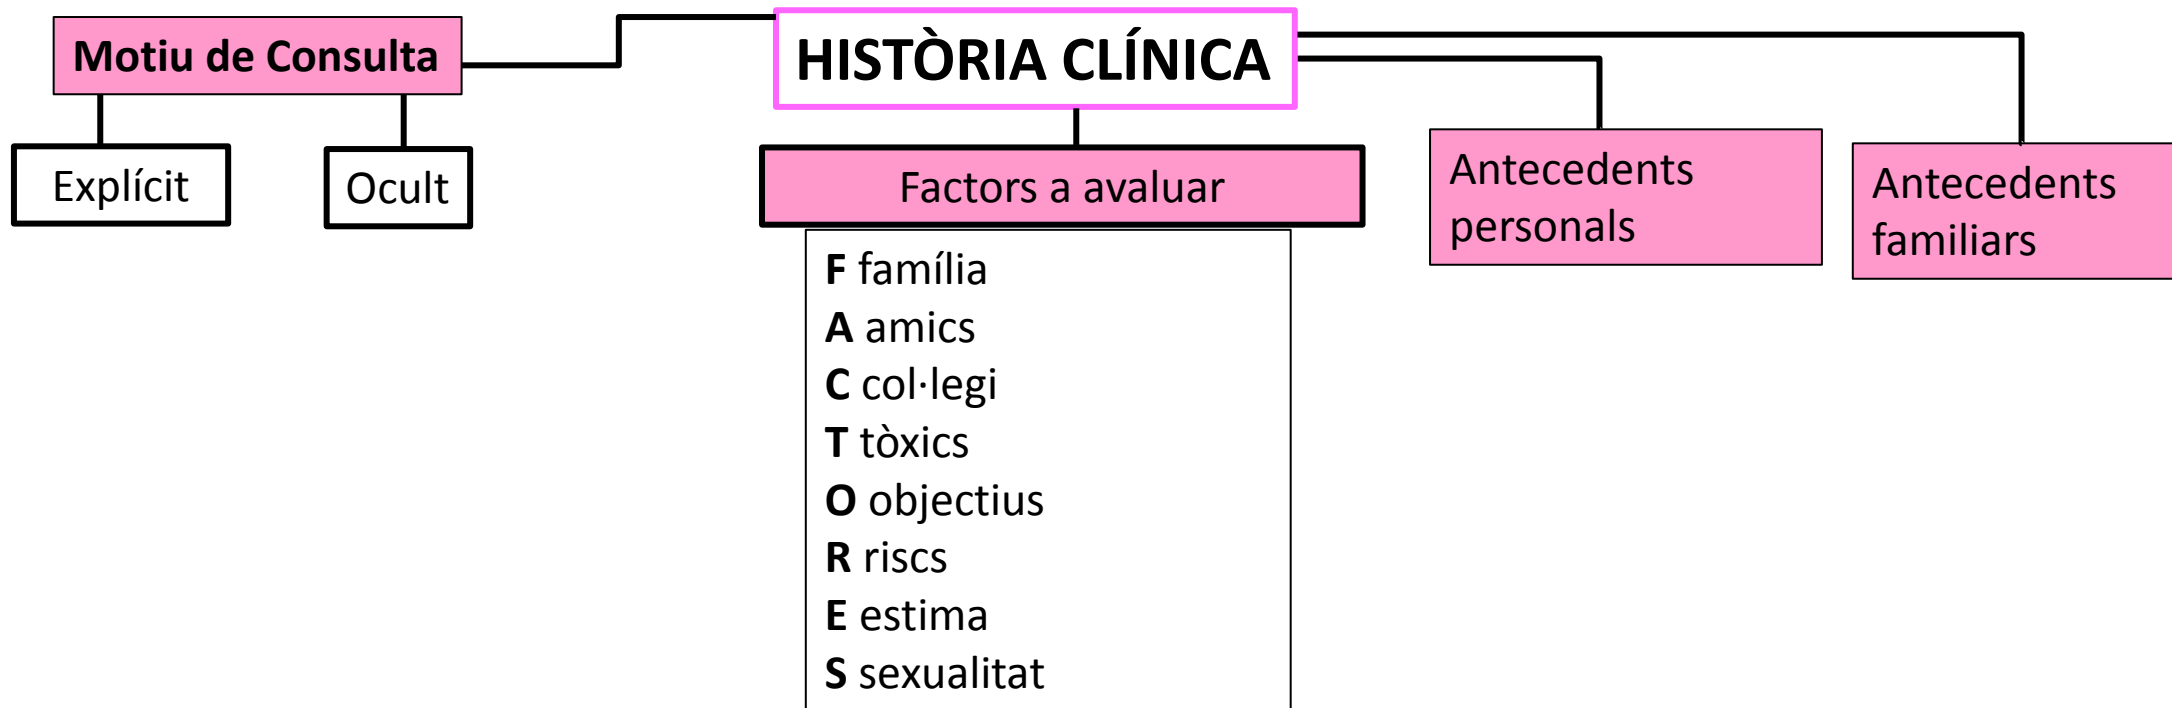 Motiu de Consulta
HISTÒRIA CLÍNICA
Explícit
Ocult
Factors a avaluar
Antecedents
personals
Antecedents
familiars
F família
A amics
C col·legi
T tòxics
O objectius
R riscs
E estima
S sexualitat